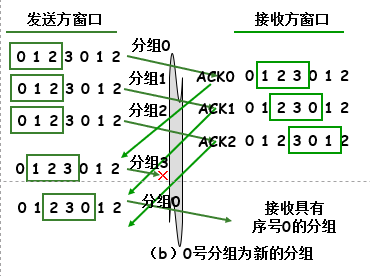 发送方窗口 接收方窗口
0 1 2 3 0 1 2 分组0
ACK0 0 1 2 3 0 1 2
0 1 2 3 0 1 2 分组1
ACK1 0 1 2 3 0 1 2
0 1 2 3 0 1 2 分组2
ACK2 0 1 2 3 0 1 2
0 1 2 3 0 1 2 分组3
0 1 2 3 0 1 2 分组0 接收具有
序号0的分组
（b）0号分组为新的分组